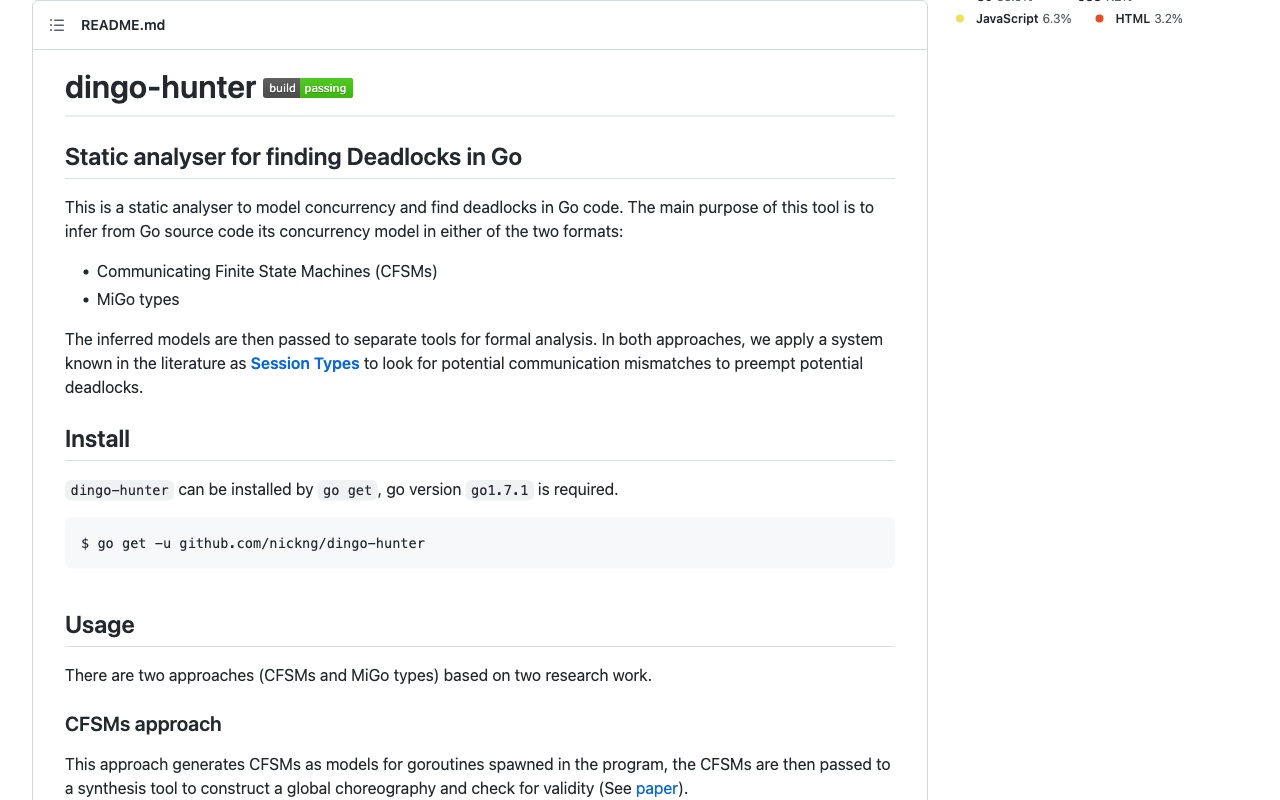 README.md
JavaScript 6.3%
HTML 3.2%
dingo-hunter build passing
Static analyser for finding Deadlocks in Go
This is a static analyser to model concurrency and find deadlocks in Go code. The main purpose of this tool is to
infer from Go source code its concurrency model in either of the two formats:
• Communicating Finite State Machines (CFSMs)
• MiGo types
The inferred models are then passed to separate tools for formal analysis. In both approaches, we apply a system
known in the literature as Session Types to look for potential communication mismatches to preempt potential
deadlocks.
Install
dingo-hunter can be installed by go get, go version go1.7.1 is required.
$ go get -u github.com/nickng/dingo-hunter
Usage
There are two approaches (CFSMs and MiGo types) based on two research work.
CFSMs approach
This approach generates CFSMs as models for goroutines spawned in the program, the CFSMs are then passed to
a synthesis tool to construct a global choreography and check for validity (See paper).